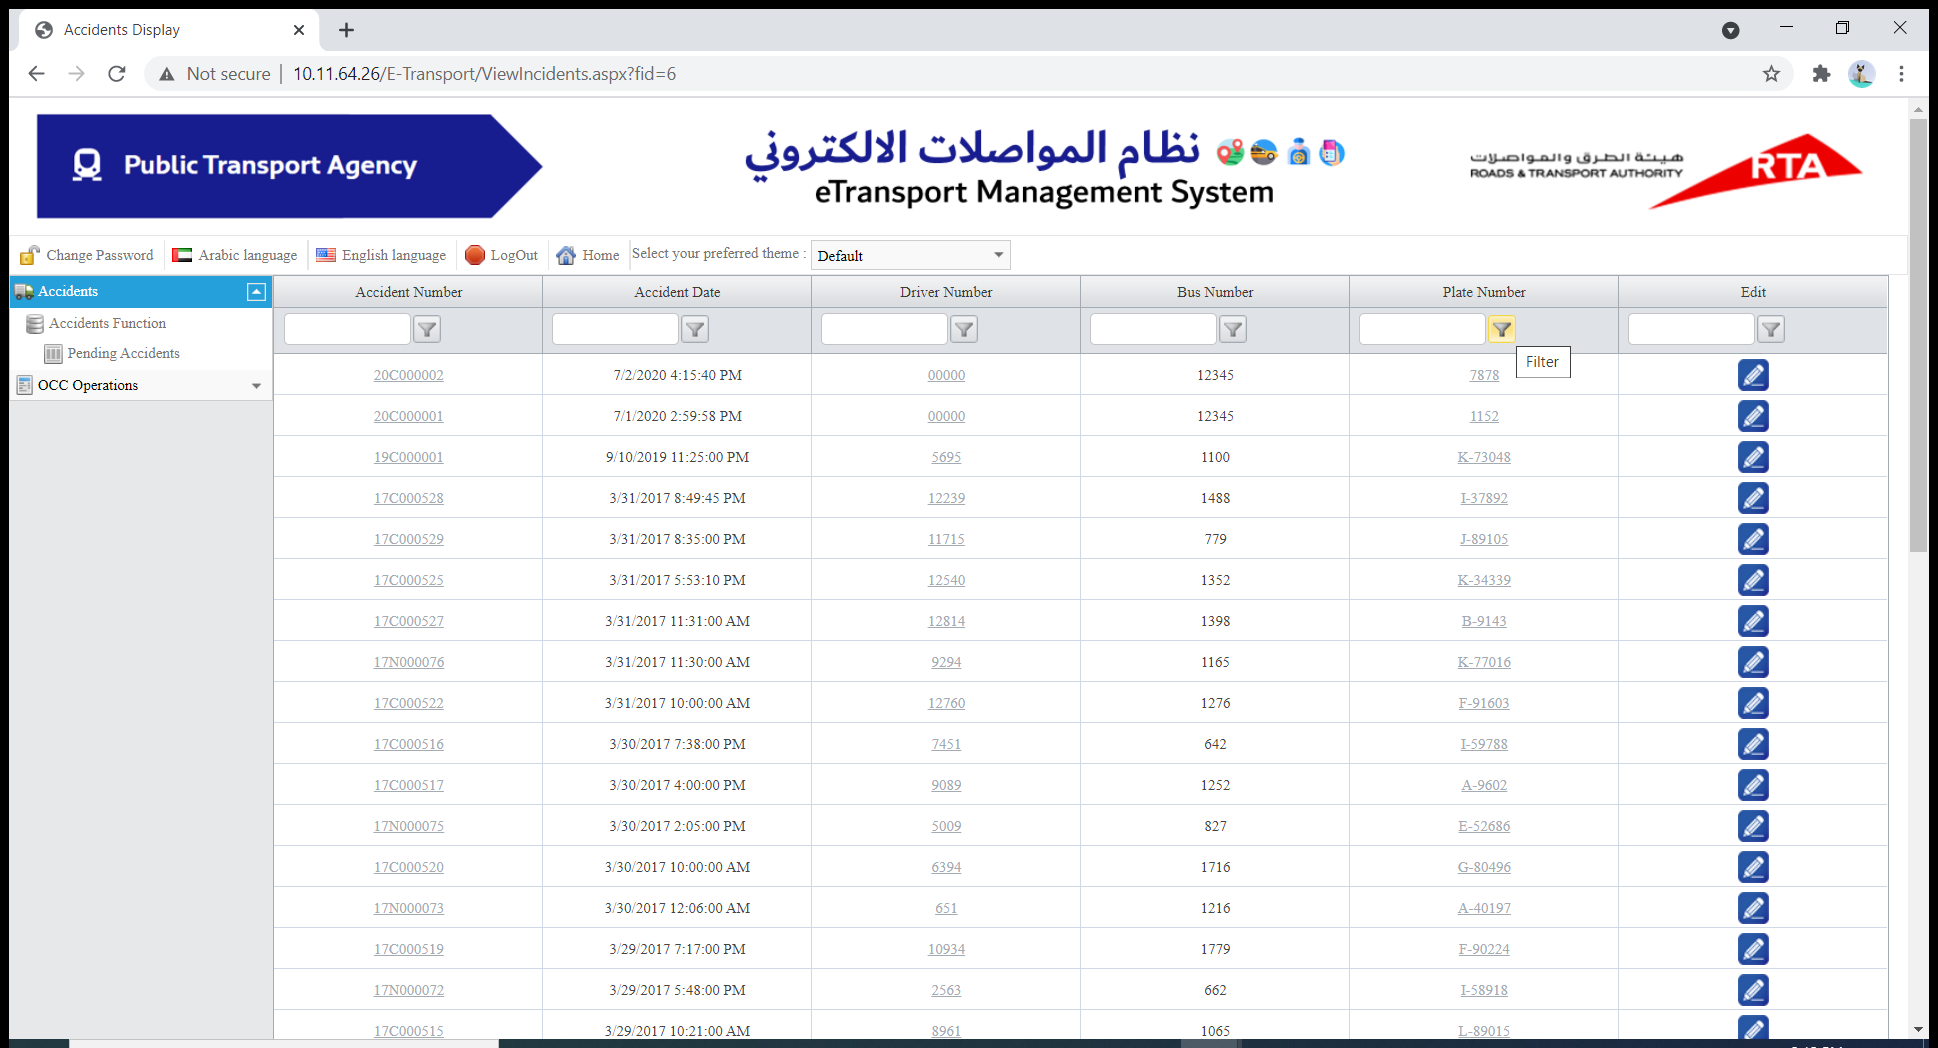 Accidents Display
Not secure
10.11.64.26/E-Transport/ViewIncidents.aspx?fid=6
Public Transport Agency
نظام المواصلات الالكتروني
eTransport Management System
هيئة الطرق والمواصلات
ROADS & TRANSPORT AUTHORITY
RTA
Change Password
Arabic language
English language
LogOut
Home
Select your preferred theme :
Default
Accidents
Accidents Function
Pending Accidents
OCC Operations
Accident Number Accident Date Driver Number Bus Number Plate Number Edit
Filter
20C000002 7/2/2020 4:15:40 PM 00000 12345 7878
20C000001 7/1/2020 2:59:58 PM 00000 12345 1152
19C000001 9/10/2019 11:25:00 PM 5695 1100 K-73048
17C000528 3/31/2017 8:49:45 PM 12239 1488 I-37892
17C000529 3/31/2017 8:35:00 PM 11715 779 J-89105
17C000525 3/31/2017 5:53:10 PM 12540 1352 K-34339
17C000527 3/31/2017 11:31:00 AM 12814 1398 B-9143
17N000076 3/31/2017 11:30:00 AM 9294 1165 K-77016
17C000522 3/31/2017 10:00:00 AM 12760 1276 F-91603
17C000516 3/30/2017 7:38:00 PM 7451 642 I-59788
17C000517 3/30/2017 4:00:00 PM 9089 1252 A-9602
17N000075 3/30/2017 2:05:00 PM 5009 827 E-52686
17C000520 3/30/2017 10:00:00 AM 6394 1716 G-80496
17N000073 3/30/2017 12:06:00 AM 651 1216 A-40197
17C000519 3/29/2017 7:17:00 PM 10934 1779 F-90224
17N000072 3/29/2017 5:48:00 PM 2563 662 I-58918
17C000515 3/29/2017 10:21:00 AM 8961 1065 L-89015